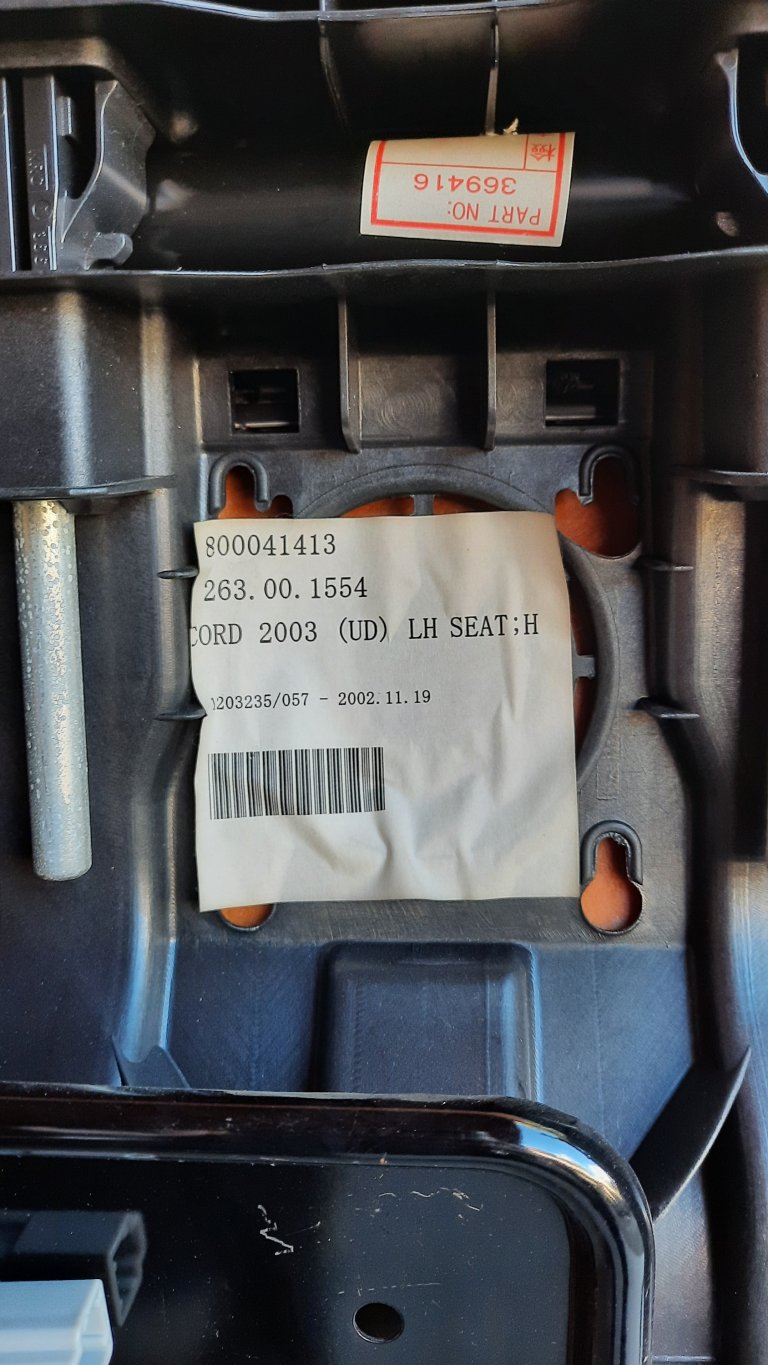 PART NO:
369416
800041413
263.00.1554
CORD 2003 (UD) LH SEAT;H
0203235/057 - 2002.11.19